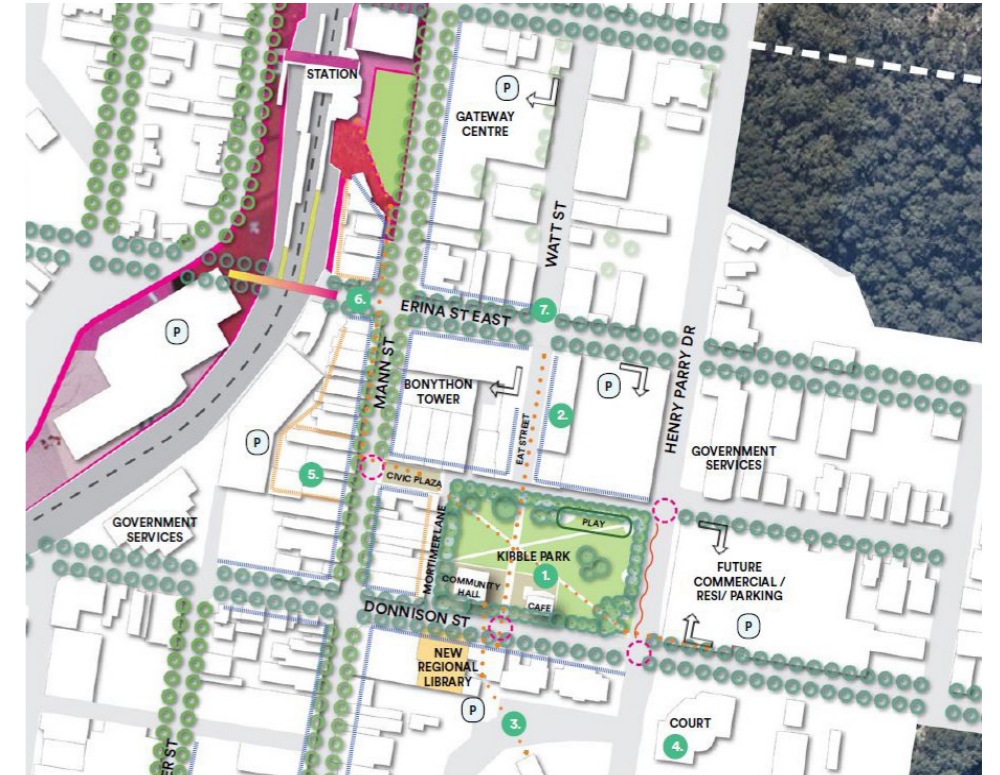 STATION
P
GATEWAY
CENTRE
WATT ST
P
6.
ERINA ST EAST
7.
MANN ST
BONYTHON
TOWER
P
HENRY PARRY DR
2.
EAT STREET
P
GOVERNMENT
SERVICES
5.
CIVIC PLAZA
GOVERNMENT
SERVICES
MORTIMER LANE
PLAY
KIBBLE PARK
1.
COMMUNITY
HALL
CAFE
FUTURE
COMMERCIAL /
RESI/ PARKING
P
DONNISON ST
NEW
REGIONAL
LIBRARY
P
3.
COURT
4.
ER ST